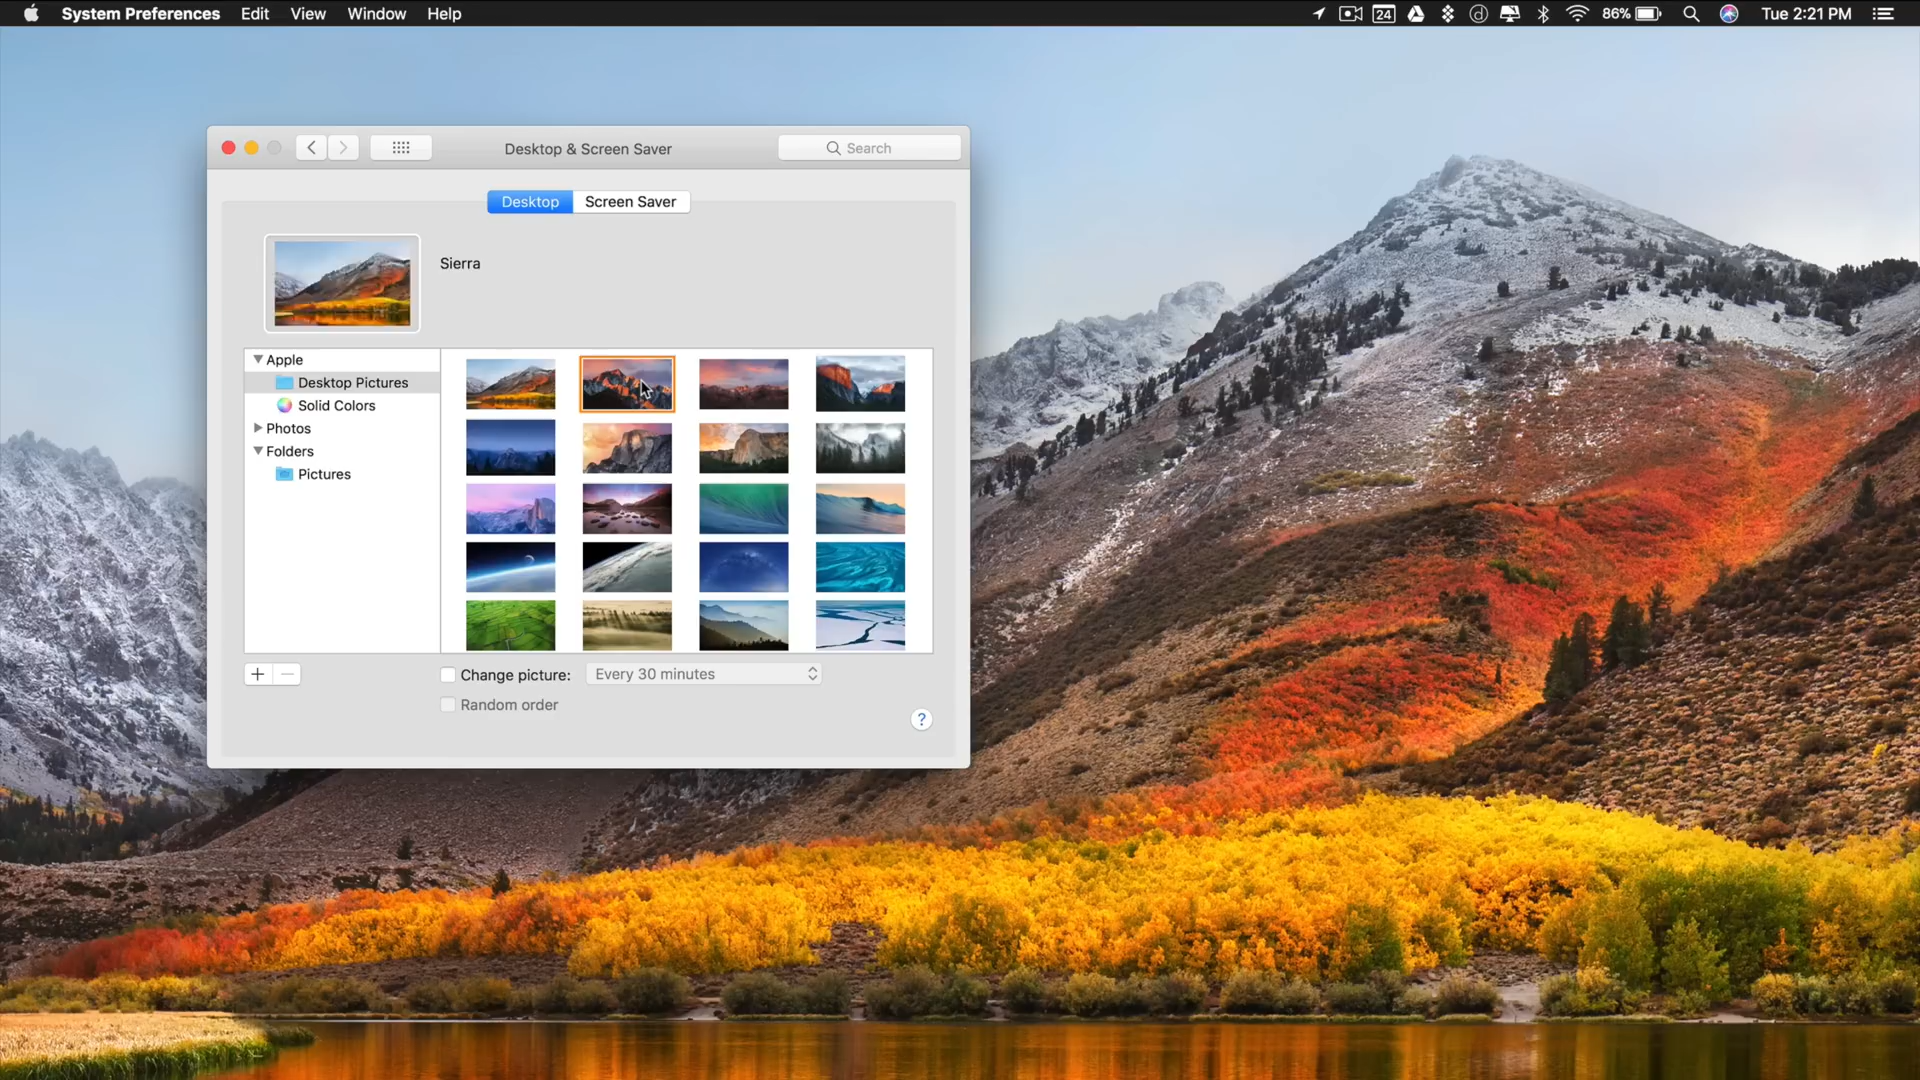 System Preferences Edit View Window Help 24 d 86% Tue 2:21 PM
Desktop & Screen Saver Search
Desktop Screen Saver
Sierra
Apple
Desktop Pictures
Solid Colors
Photos
Folders
Pictures
+ − Change picture: Every 30 minutes
Random order
?